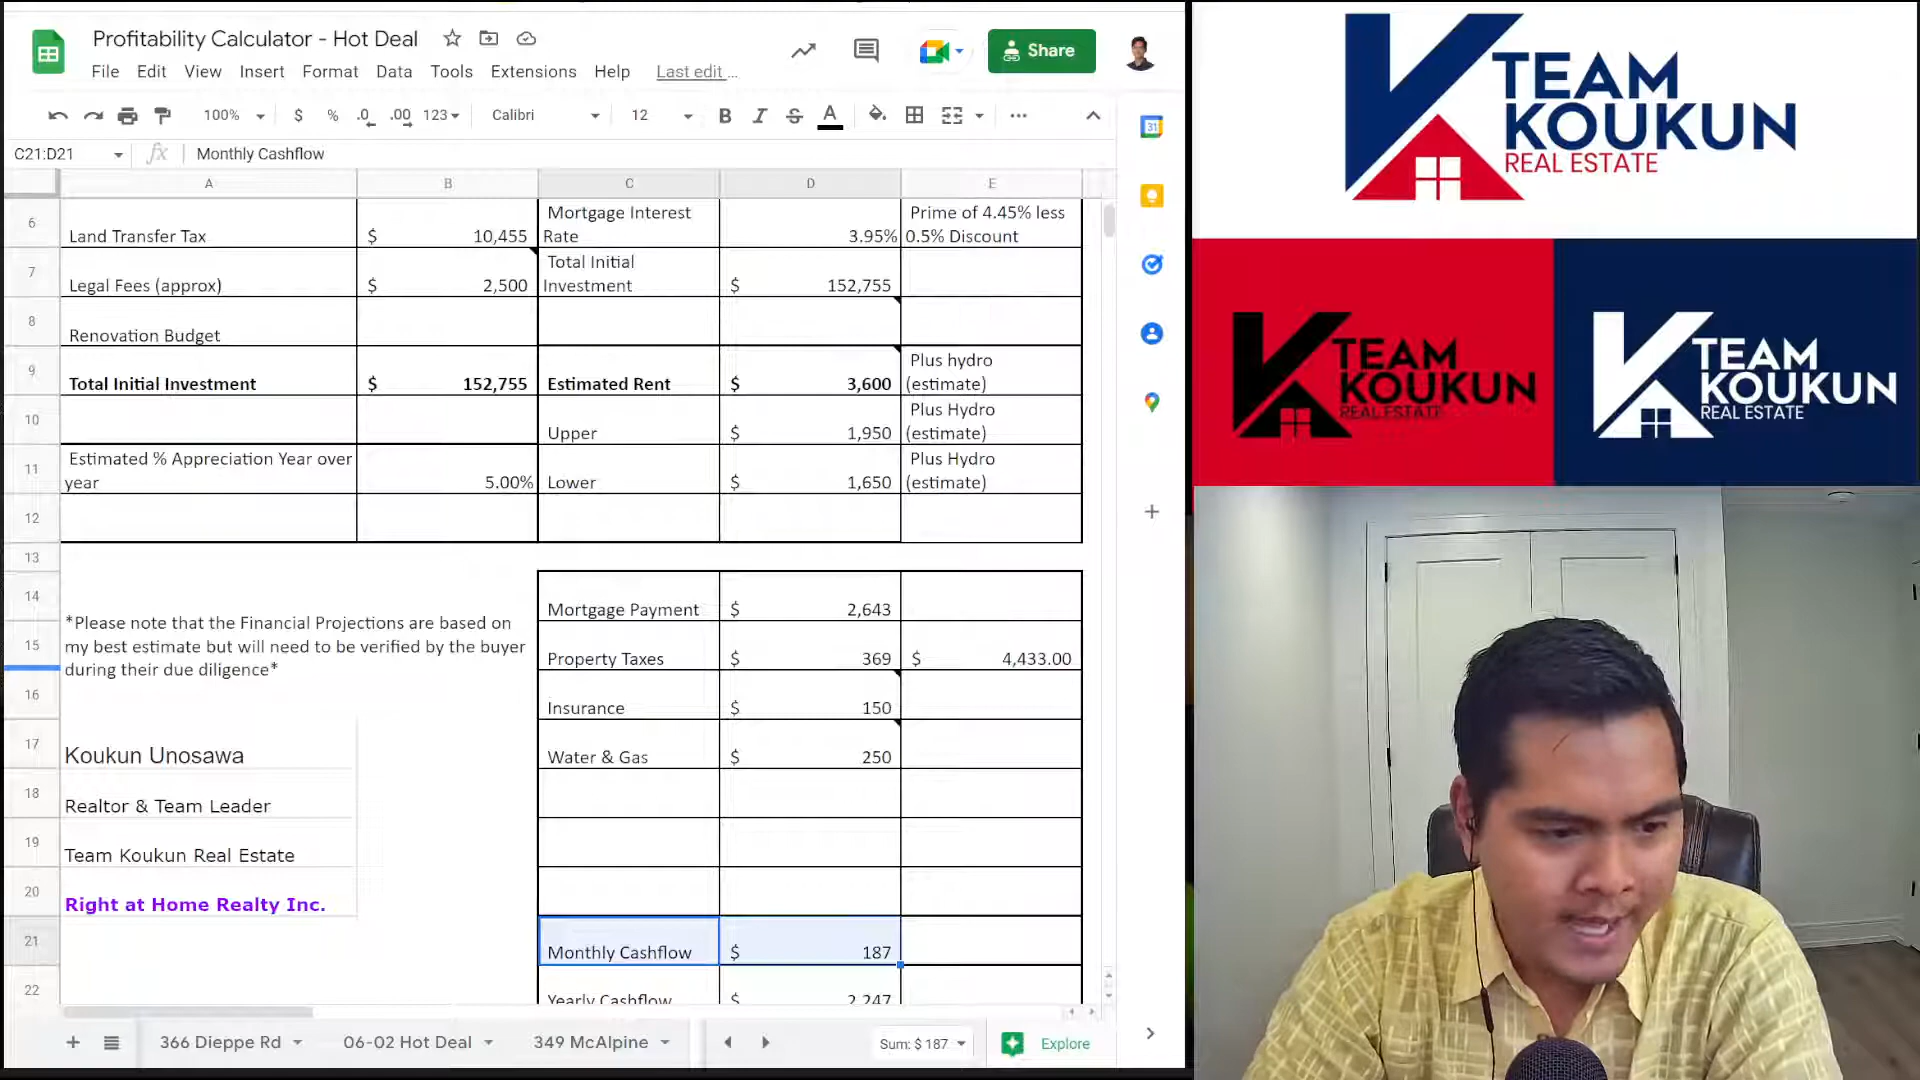 Profitability Calculator - Hot Deal
File Edit View Insert Format Data Tools Extensions Help Last edit ...
Share
100% $ % .0 .00 123 Calibri 12 B I S A
C21:D21 fx Monthly Cashflow
A B C D E
6 Land Transfer Tax $ 10,455 Mortgage Interest Rate 3.95% Prime of 4.45% less 0.5% Discount
7 Legal Fees (approx) $ 2,500 Total Initial Investment $ 152,755
8 Renovation Budget
9 Total Initial Investment $ 152,755 Estimated Rent $ 3,600 Plus hydro (estimate)
10 Upper $ 1,950 Plus Hydro (estimate)
11 Estimated % Appreciation Year over year 5.00% Lower $ 1,650 Plus Hydro (estimate)
12
13
14 Mortgage Payment $ 2,643
*Please note that the Financial Projections are based on
my best estimate but will need to be verified by the buyer
during their due diligence*
15 Property Taxes $ 369 $ 4,433.00
16 Insurance $ 150
17 Koukun Unosawa Water & Gas $ 250
18 Realtor & Team Leader
19 Team Koukun Real Estate
20 Right at Home Realty Inc.
21 Monthly Cashflow $ 187
22 Yearly Cashflow $ 2,247
366 Dieppe Rd 06-02 Hot Deal 349 McAlpine Sum: $ 187 Explore
31
TEAM
KOUKUN
REAL ESTATE
TEAM
KOUKUN
REAL ESTATE
TEAM
KOUKUN
REAL ESTATE